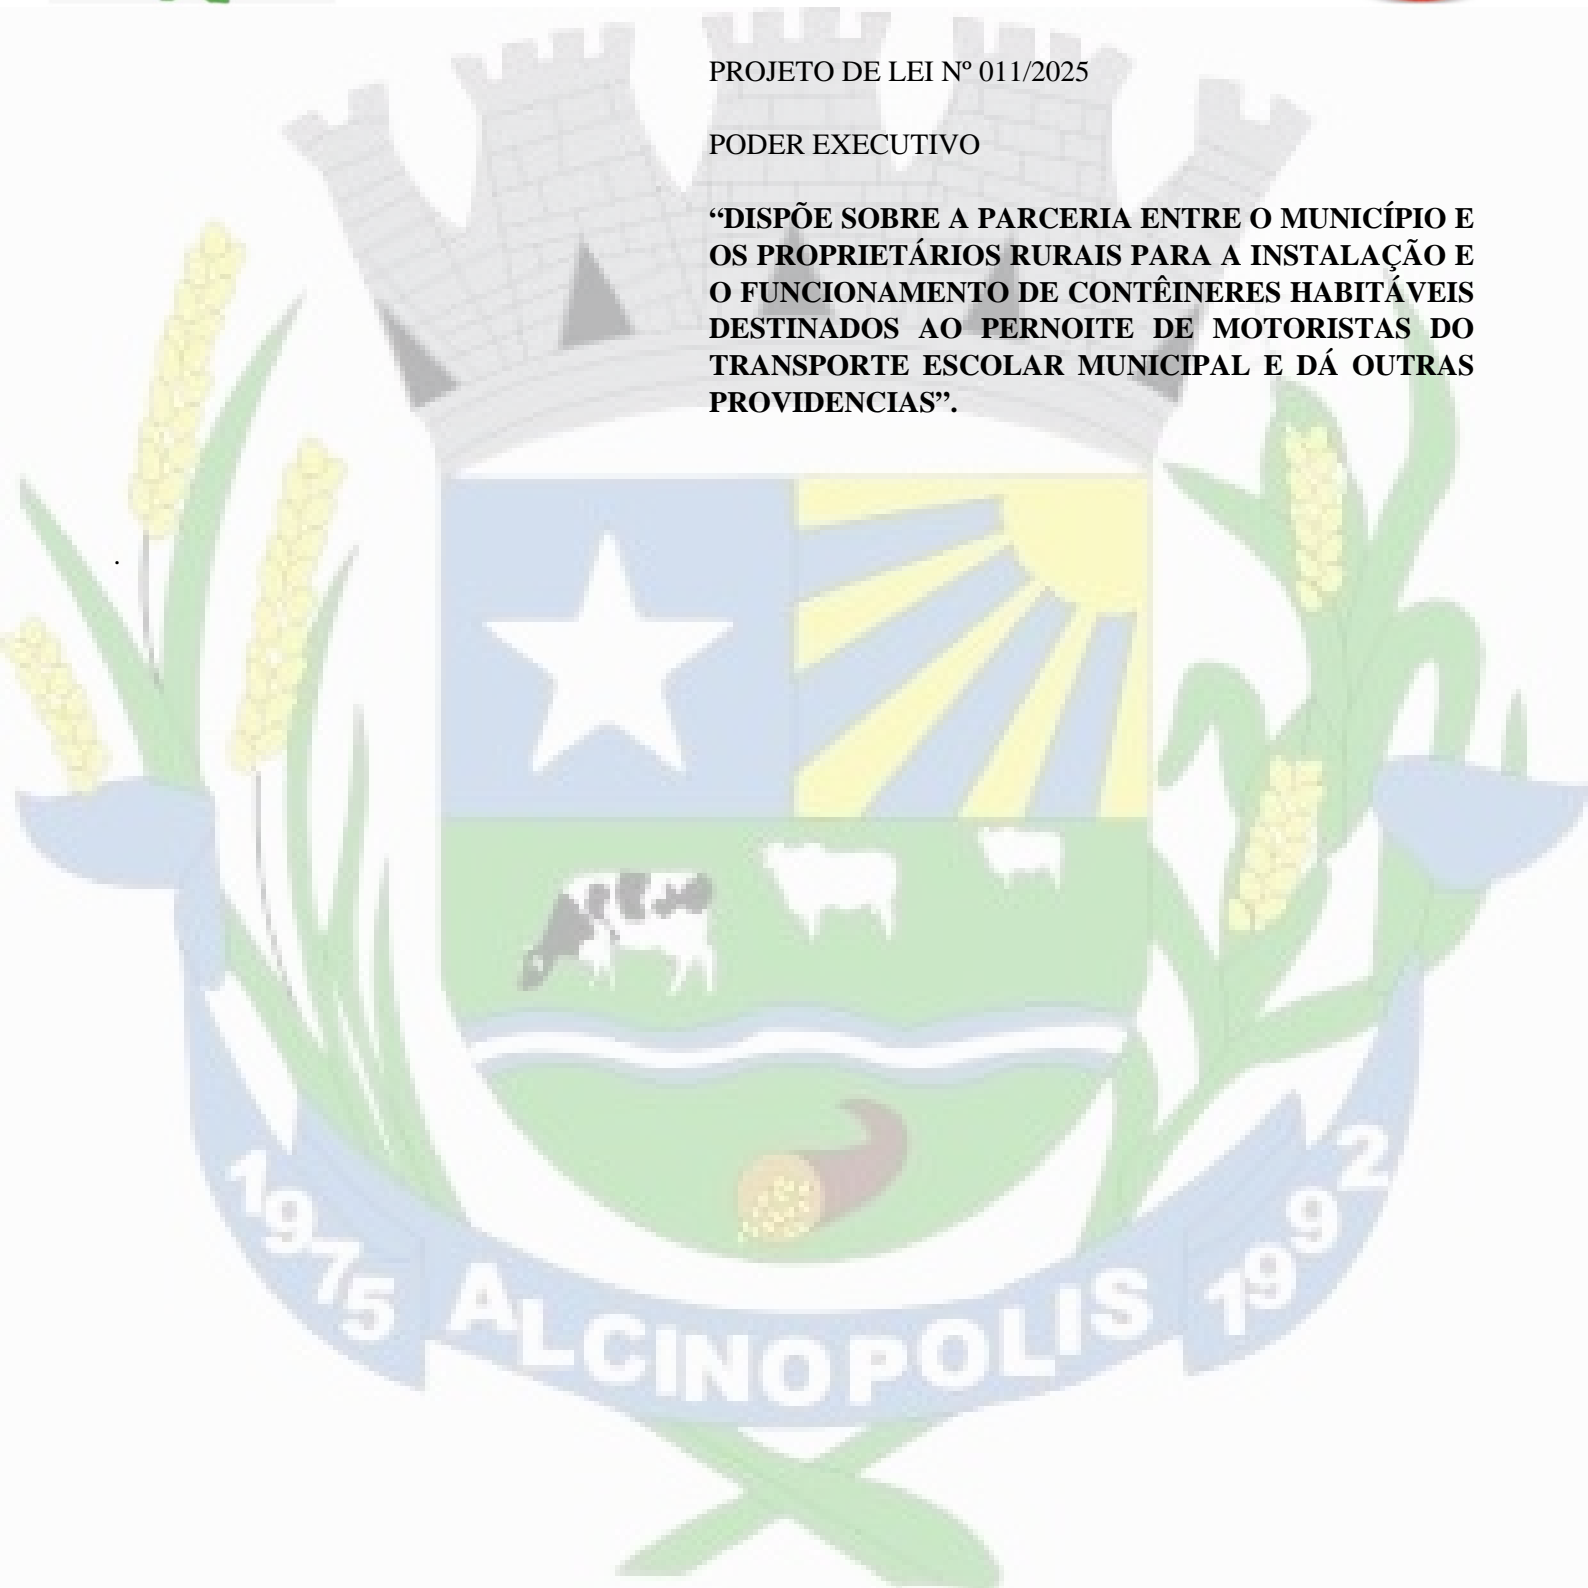 PROJETO DE LEI Nº 011/2025
PODER EXECUTIVO
“DISPÕE SOBRE A PARCERIA ENTRE O MUNICÍPIO E
OS PROPRIETÁRIOS RURAIS PARA A INSTALAÇÃO E
O FUNCIONAMENTO DE CONTÊINERES HABITÁVEIS
DESTINADOS AO PERNOITE DE MOTORISTAS DO
TRANSPORTE ESCOLAR MUNICIPAL E DÁ OUTRAS
PROVIDENCIAS”.
.
1975 ALCINOPOLIS 1992